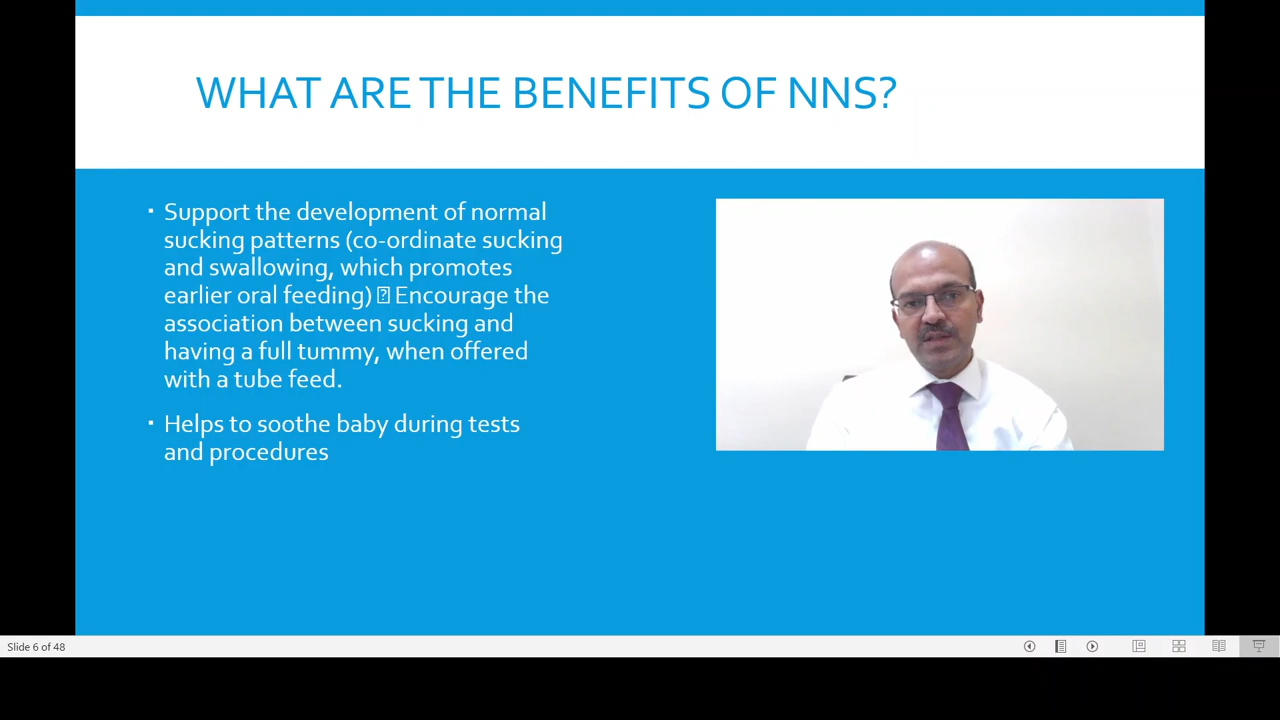 WHAT ARE THE BENEFITS OF NNS?
▪ Support the development of normal
sucking patterns (co-ordinate sucking
and swallowing, which promotes
earlier oral feeding) ⍰ Encourage the
association between sucking and
having a full tummy, when offered
with a tube feed.
▪ Helps to soothe baby during tests
and procedures
Slide 6 of 48